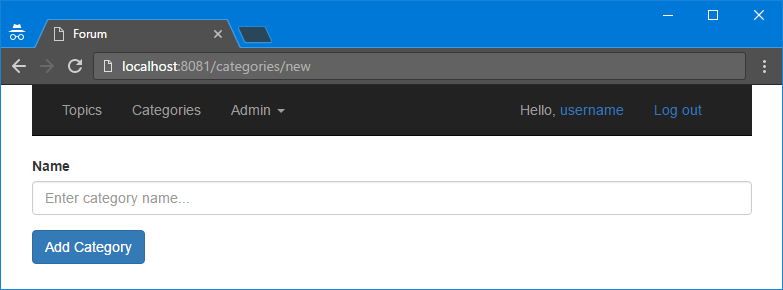 Forum
localhost:8081/categories/new
Topics Categories Admin Hello, username Log out
Name
Enter category name...
Add Category